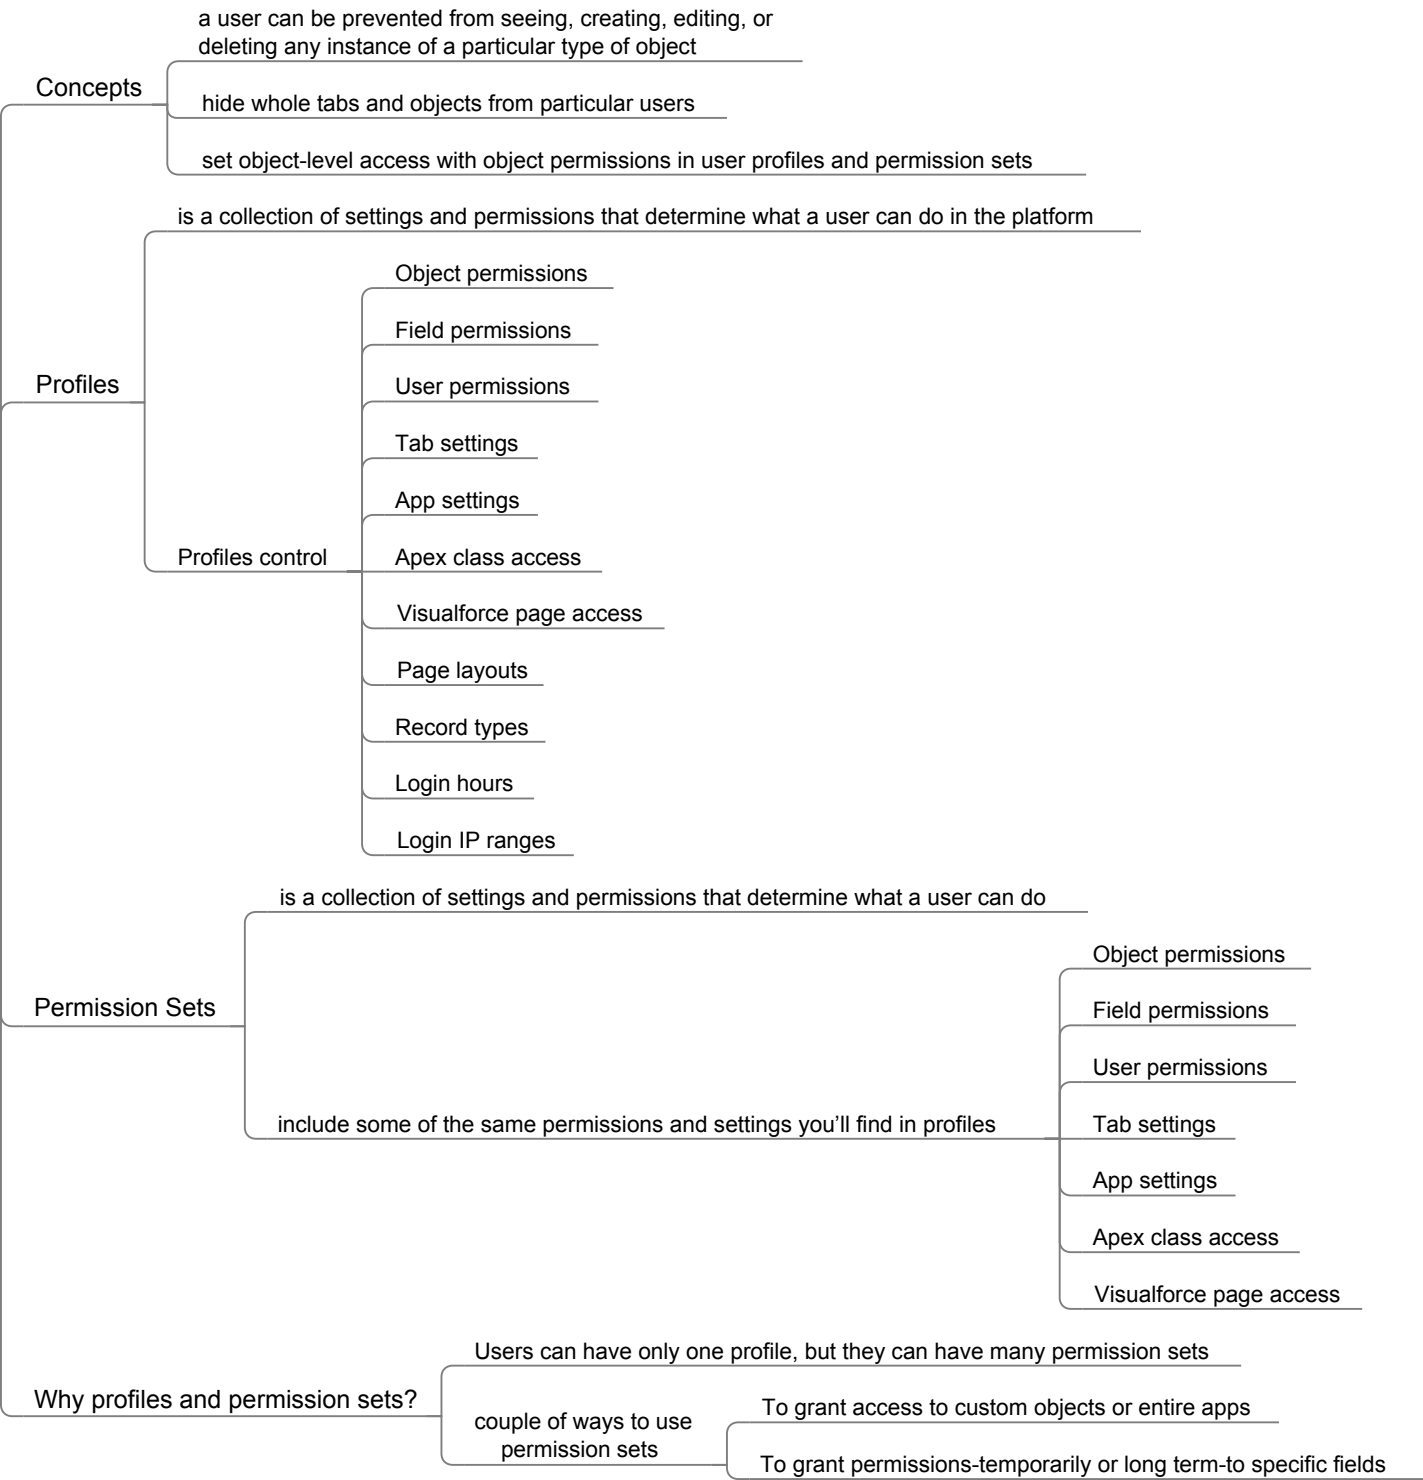 a user can be prevented from seeing, creating, editing, or
deleting any instance of a particular type of object
Concepts
hide whole tabs and objects from particular users
set object-level access with object permissions in user profiles and permission sets
is a collection of settings and permissions that determine what a user can do in the platform
Object permissions
Field permissions
Profiles
User permissions
Tab settings
App settings
Profiles control
Apex class access
Visualforce page access
Page layouts
Record types
Login hours
Login IP ranges
is a collection of settings and permissions that determine what a user can do
Object permissions
Permission Sets
Field permissions
User permissions
include some of the same permissions and settings you’ll find in profiles
Tab settings
App settings
Apex class access
Visualforce page access
Users can have only one profile, but they can have many permission sets
Why profiles and permission sets?
To grant access to custom objects or entire apps
couple of ways to use
permission sets
To grant permissions-temporarily or long term-to specific fields